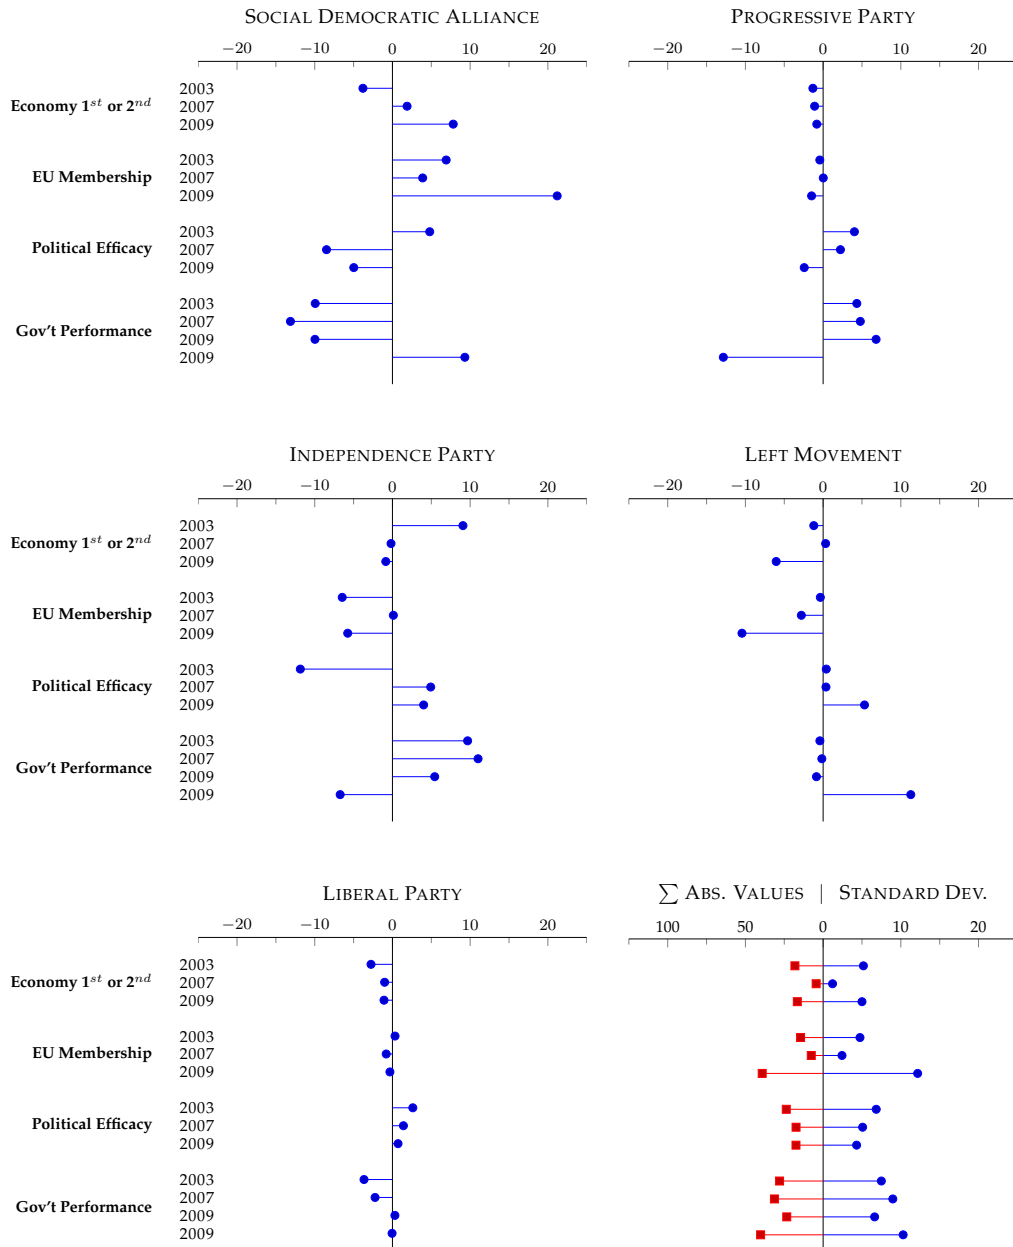 SOCIAL DEMOCRATIC ALLIANCE
−20 −10 0 10 20
Economy 1st or 2nd
2003
2007
2009
EU Membership
2003
2007
2009
Political Efficacy
2003
2007
2009
Gov't Performance
2003
2007
2009
2009
PROGRESSIVE PARTY
−20 −10 0 10 20
INDEPENDENCE PARTY
−20 −10 0 10 20
Economy 1st or 2nd
2003
2007
2009
EU Membership
2003
2007
2009
Political Efficacy
2003
2007
2009
Gov't Performance
2003
2007
2009
2009
LEFT MOVEMENT
−20 −10 0 10 20
LIBERAL PARTY
−20 −10 0 10 20
Economy 1st or 2nd
2003
2007
2009
EU Membership
2003
2007
2009
Political Efficacy
2003
2007
2009
Gov't Performance
2003
2007
2009
2009
∑ ABS. VALUES | STANDARD DEV.
100 50 0 10 20